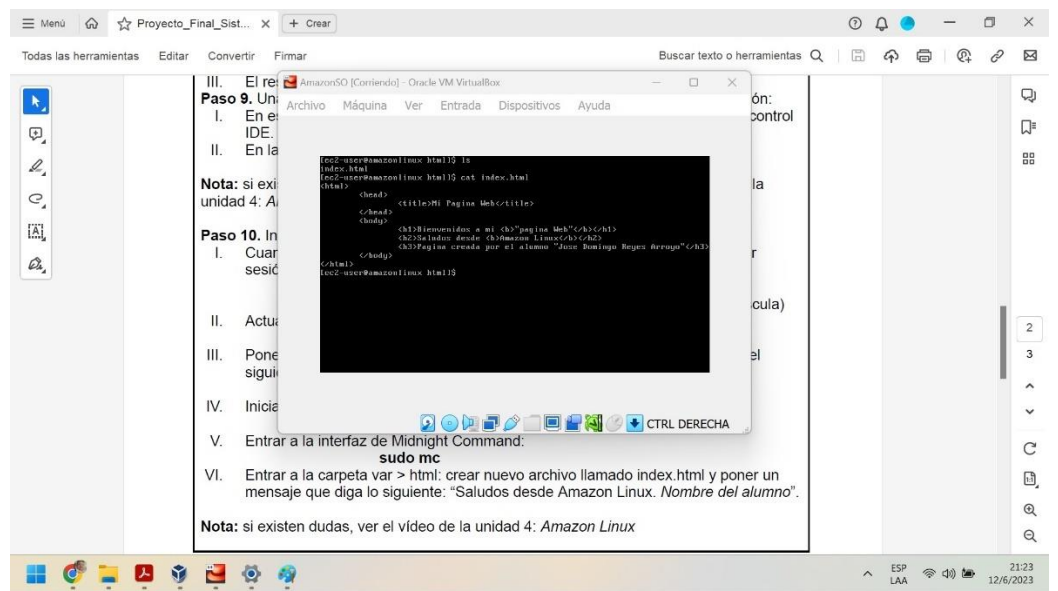 Menú
Proyecto_Final_Sist...
+ Crear
Todas las herramientas
Editar
Convertir
Firmar
Buscar texto o herramientas
III. El res
Paso 9. Un
ón:
I. En es
control
IDE.
II. En la
Nota: si exi
la
unidad 4: A
Paso 10. In
I. Cuan
r
sesió
cula)
II. Actua
III. Pone
el
sigui
IV. Inicia
AmazonSO [Corriendo] - Oracle VM VirtualBox
Archivo Máquina Ver Entrada Dispositivos Ayuda
[ec2-user@amazonlinux html]$ ls
index.html
[ec2-user@amazonlinux html]$ cat index.html
<html>
<head>
<title>Mi Pagina Web</title>
</head>
<body>
<h1>Bienvenidos a mi <b>"pagina Web"</b></h1>
<h2>Saludos desde <b>Amazon Linux</b></h2>
<h3>Pagina creada por el alumno "Jose Domingo Reyes Arroyo"</h3>
</body>
</html>
[ec2-user@amazonlinux html]$
CTRL DERECHA
V. Entrar a la interfaz de Midnight Command:
sudo mc
VI. Entrar a la carpeta var > html: crear nuevo archivo llamado index.html y poner un
mensaje que diga lo siguiente: “Saludos desde Amazon Linux. Nombre del alumno”.
Nota: si existen dudas, ver el vídeo de la unidad 4: Amazon Linux
2
3
ESP
LAA
21:23
12/6/2023